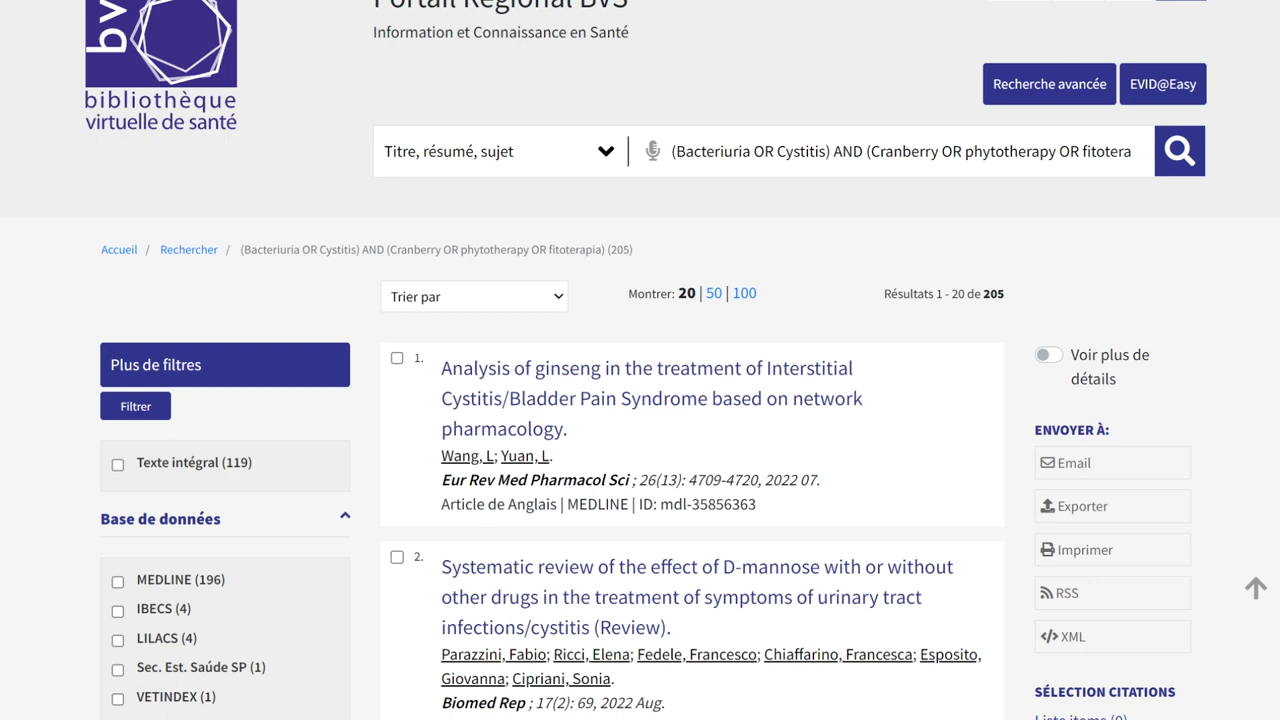 Portail Régional BVS
Information et Connaissance en Santé
bv
bibliothèque
virtuelle de santé
Recherche avancée
EVID@Easy
Titre, résumé, sujet
(Bacteriuria OR Cystitis) AND (Cranberry OR phytotherapy OR fitotera
Accueil / Rechercher / (Bacteriuria OR Cystitis) AND (Cranberry OR phytotherapy OR fitoterapia) (205)
Trier par
Montrer: 20 | 50 | 100
Résultats 1 - 20 de 205
Plus de filtres
Filtrer
Texte intégral (119)
Base de données
MEDLINE (196)
IBECS (4)
LILACS (4)
Sec. Est. Saúde SP (1)
VETINDEX (1)
1.
Analysis of ginseng in the treatment of Interstitial
Cystitis/Bladder Pain Syndrome based on network
pharmacology.
Wang, L; Yuan, L.
Eur Rev Med Pharmacol Sci ; 26(13): 4709-4720, 2022 07.
Article de Anglais | MEDLINE | ID: mdl-35856363
2.
Systematic review of the effect of D-mannose with or without
other drugs in the treatment of symptoms of urinary tract
infections/cystitis (Review).
Parazzini, Fabio; Ricci, Elena; Fedele, Francesco; Chiaffarino, Francesca; Esposito,
Giovanna; Cipriani, Sonia.
Biomed Rep ; 17(2): 69, 2022 Aug.
Voir plus de
détails
ENVOYER À:
Email
Exporter
Imprimer
RSS
XML
SÉLECTION CITATIONS
Liste items (0)